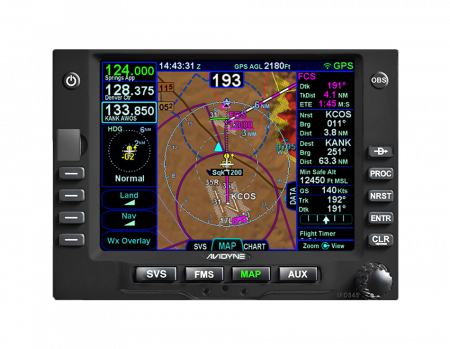 124.000
Springs App
128.375
Denver Ctr
133.850
KANK AWOS
HDG
6NM
2NM
-02
Normal
Land
Nav
Wx Overlay
14:43:31 Z
GPS AGL 2180Ft
193
Sqk 1200
KCOS
SVS
MAP
CHART
GPS
FCS
Dtk 191°
TkDist 4.1 NM
ETE 1:45 M:S
Nrst KCOS
Brg 011°
Dist 3.8 NM
Dest KANK
Brg 251°
Dist 63.3 NM
Min Safe Alt
12450 Ft MSL
DATA
GS 140 Kts
Trk 192°
Dtk 191°
Flight Timer
Zoom View
OBS
D
PROC
NRST
ENTR
CLR
AVIDYNE
SVS
FMS
MAP
AUX